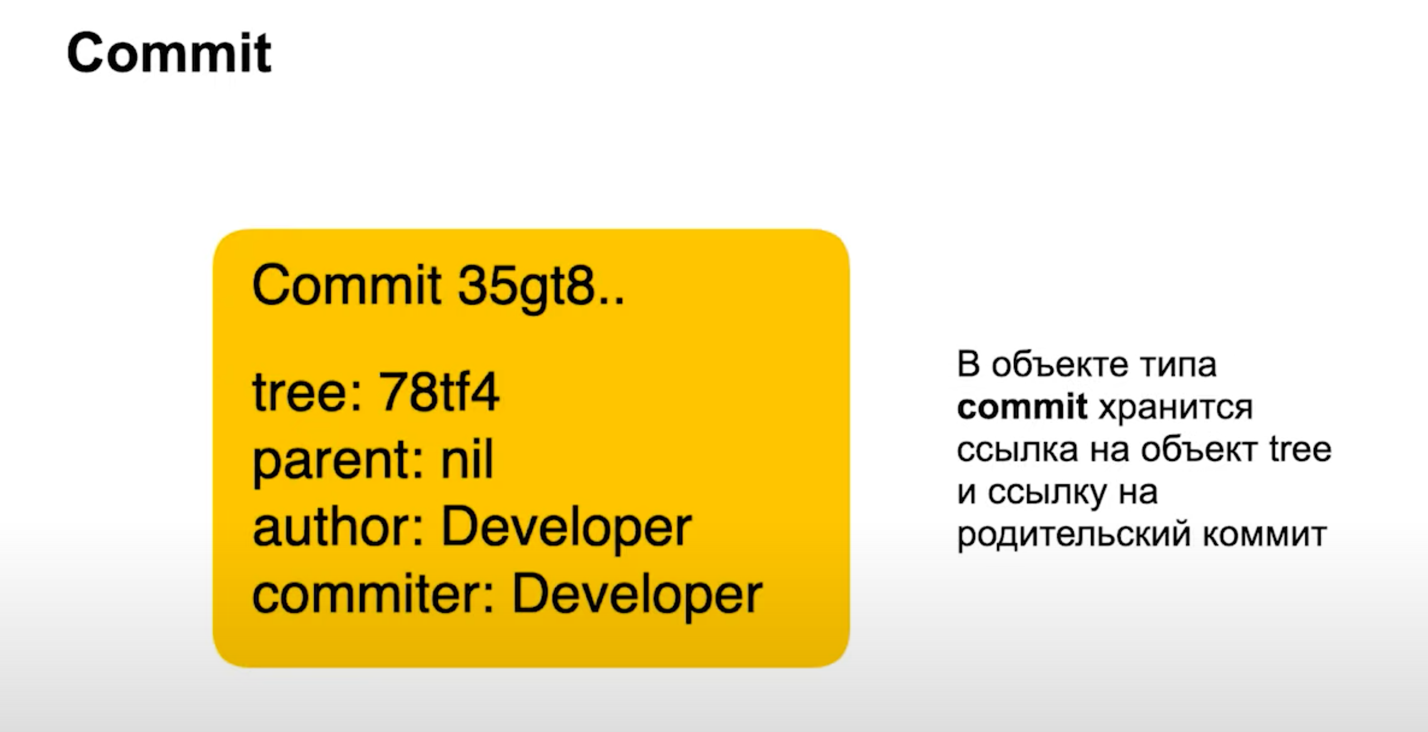 Commit
Commit 35gt8..
tree: 78tf4
parent: nil
author: Developer
commiter: Developer
В объекте типа
commit хранится
ссылка на объект tree
и ссылку на
родительский коммит